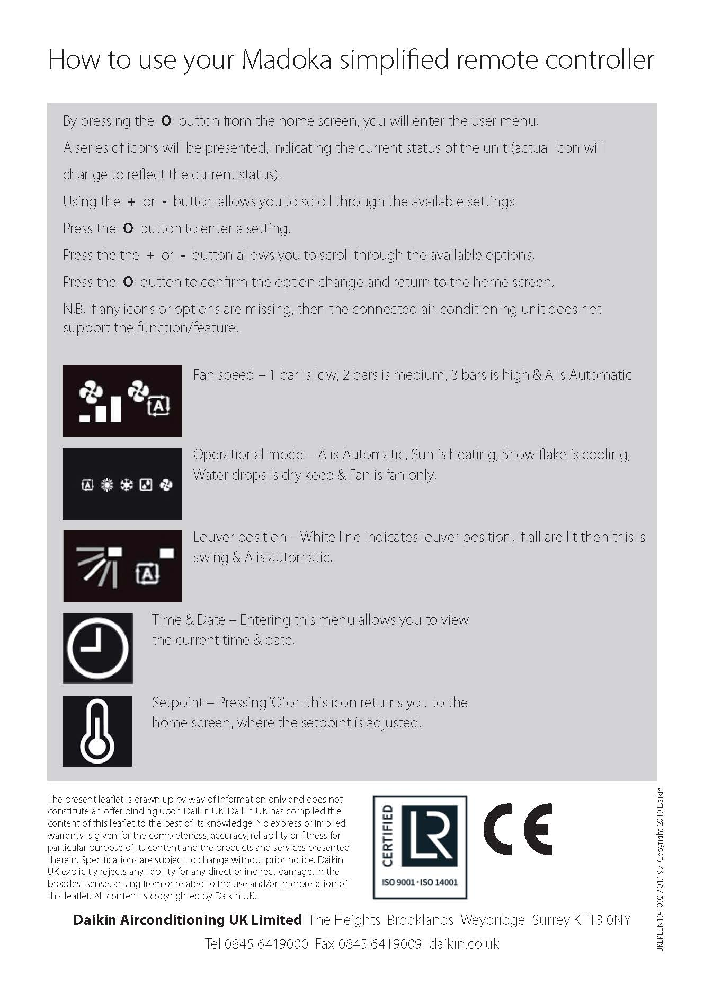 How to use your Madoka simplified remote controller
By pressing the O button from the home screen, you will enter the user menu.
A series of icons will be presented, indicating the current status of the unit (actual icon will
change to reflect the current status).
Using the + or - button allows you to scroll through the available settings.
Press the O button to enter a setting.
Press the the + or - button allows you to scroll through the available options.
Press the O button to confirm the option change and return to the home screen.
N.B. if any icons or options are missing, then the connected air-conditioning unit does not
support the function/feature.
A
Fan speed – 1 bar is low, 2 bars is medium, 3 bars is high & A is Automatic
A
Operational mode – A is Automatic, Sun is heating, Snow flake is cooling,
Water drops is dry keep & Fan is fan only.
A
Louver position – White line indicates louver position, if all are lit then this is
swing & A is automatic.
Time & Date – Entering this menu allows you to view
the current time & date.
Setpoint – Pressing ‘O’ on this icon returns you to the
home screen, where the setpoint is adjusted.
The present leaflet is drawn up by way of information only and does not
constitute an offer binding upon Daikin UK. Daikin UK has compiled the
content of this leaflet to the best of its knowledge. No express or implied
warranty is given for the completeness, accuracy, reliability or fitness for
particular purpose of its content and the products and services presented
therein. Specifications are subject to change without prior notice. Daikin
UK explicitly rejects any liability for any direct or indirect damage, in the
broadest sense, arising from or related to the use and/or interpretation of
this leaflet. All content is copyrighted by Daikin UK.
CERTIFIED
LR
ISO 9001 · ISO 14001
CE
UKEPLEN19-1092 / 01.19 / Copyright 2019 Daikin
Daikin Airconditioning UK Limited The Heights Brooklands Weybridge Surrey KT13 0NY
Tel 0845 6419000 Fax 0845 6419009 daikin.co.uk